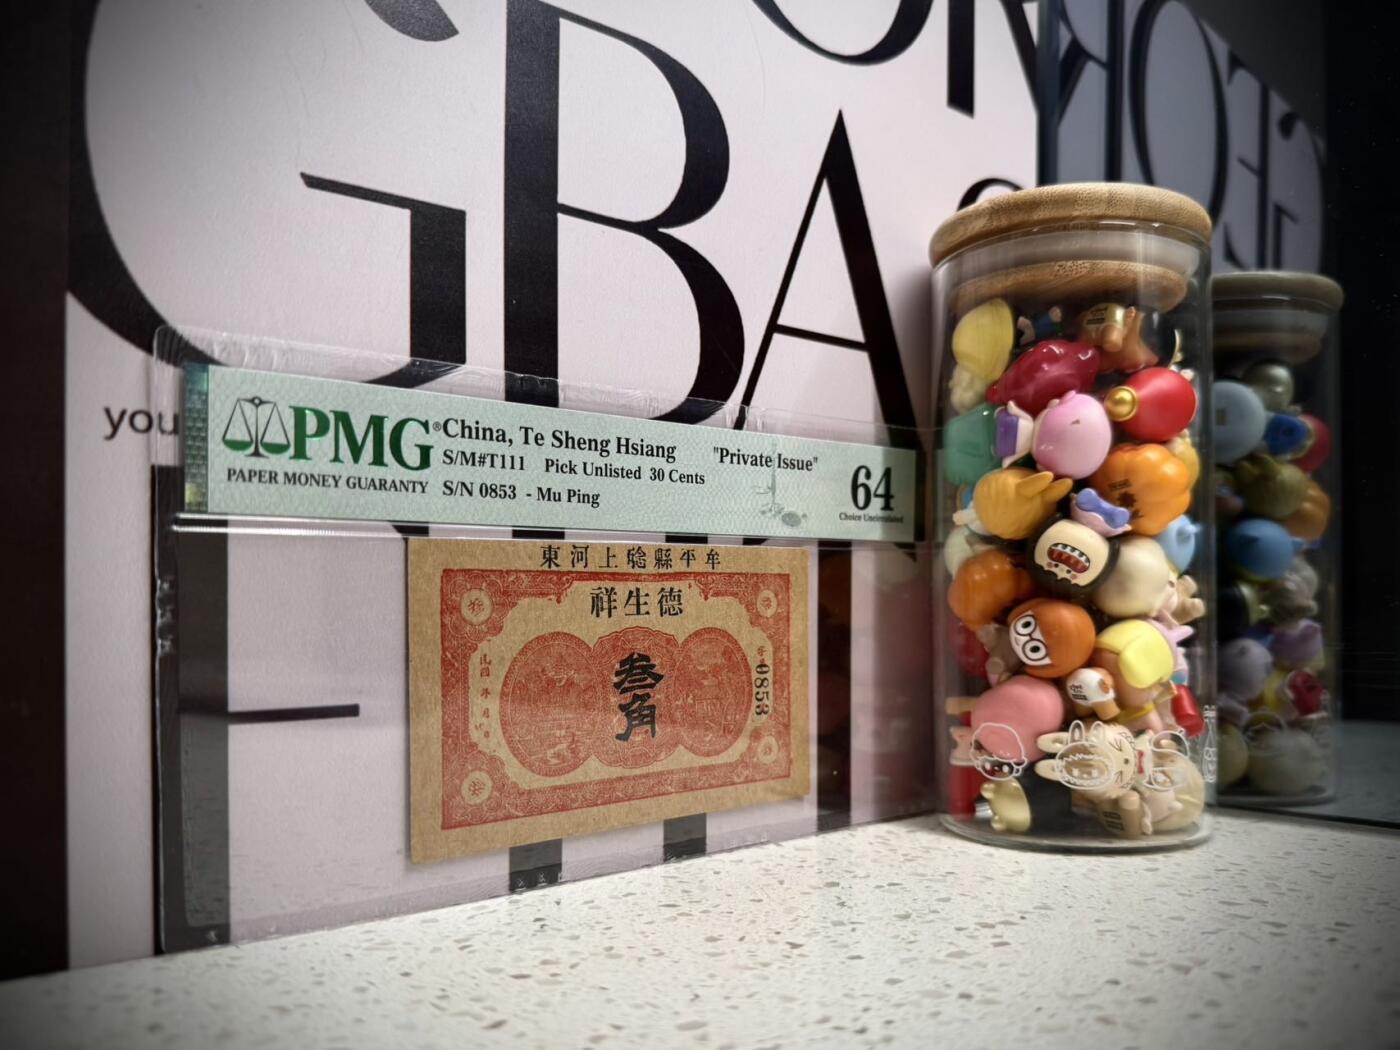 GBA
you
PMG®
PAPER MONEY GUARANTY
China, Te Sheng Hsiang "Private Issue"
S/M#T111 Pick Unlisted 30 Cents
S/N 0853 - Mu Ping
64
Choice Uncirculated
東河上㘄縣平牟
祥生德
叁角
0853